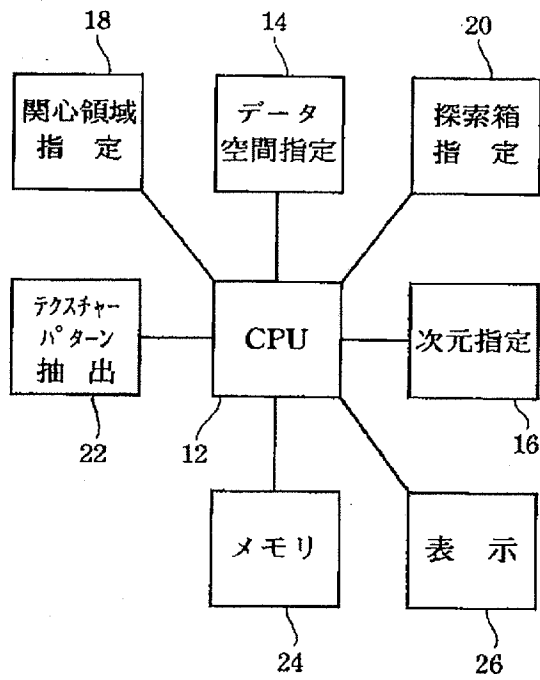 18
14
20
関心領域
指 定
データ
空間指定
探索箱
指 定
テクスチャー
パターン
抽 出
CPU
次元指定
22
12
16
メモリ
表 示
24
26